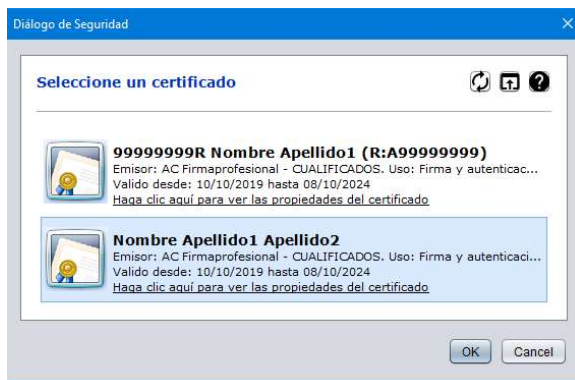 Diálogo de Seguridad
Seleccione un certificado
99999999R Nombre Apellido1 (R:A99999999)
Emisor: AC Firmaprofesional - CUALIFICADOS. Uso: Firma y autenticac...
Valido desde: 10/10/2019 hasta 08/10/2024
Haga clic aquí para ver las propiedades del certificado
Nombre Apellido1 Apellido2
Emisor: AC Firmaprofesional - CUALIFICADOS. Uso: Firma y autenticaci...
Valido desde: 10/10/2019 hasta 08/10/2024
Haga clic aquí para ver las propiedades del certificado
OK Cancel